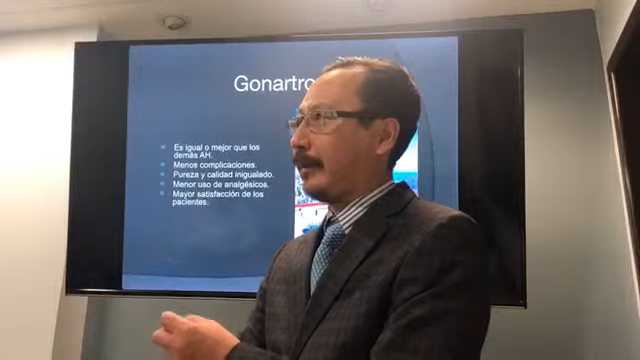 Gonartro
Es igual o mejor que los
demás AH.
Menos complicaciones.
Pureza y calidad inigualado.
Menor uso de analgésicos.
Mayor satisfacción de los
pacientes.